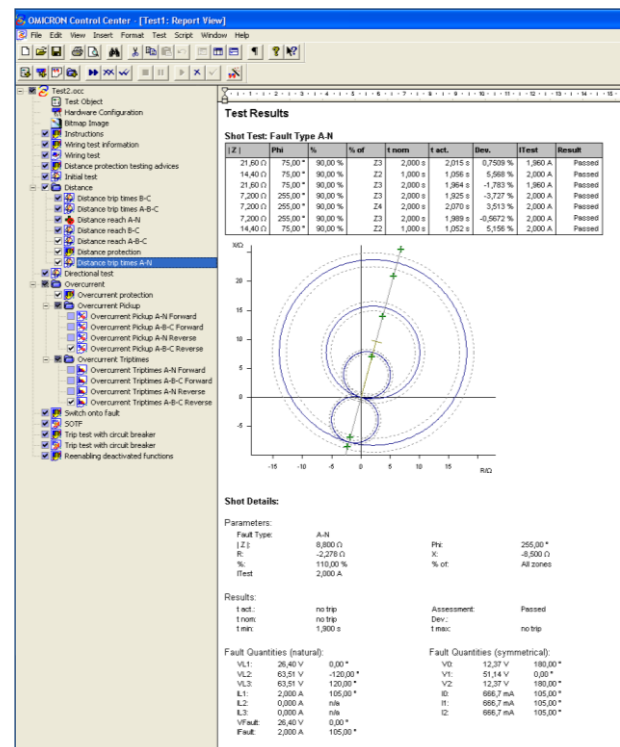 OMICRON Control Center - [Test1: Report View]
File Edit View Insert Format Test Script Window Help
Test2.occ
Test Object
Hardware Configuration
Bitmap Image
Instructions
Wiring test information
Wiring test
Distance protection testing advices
Initial test
Distance
Distance trip times B-C
Distance trip times A-B-C
Distance reach A-N
Distance reach B-C
Distance reach A-B-C
Distance protection
Distance trip times A-N
Directional test
Overcurrent
Overcurrent protection
Overcurrent Pickup
Overcurrent Pickup A-N Forward
Overcurrent Pickup A-B-C Forward
Overcurrent Pickup A-N Reverse
Overcurrent Pickup A-B-C Reverse
Overcurrent Triptimes
Overcurrent Triptimes A-N Forward
Overcurrent Triptimes A-B-C Forward
Overcurrent Triptimes A-N Reverse
Overcurrent Triptimes A-B-C Reverse
Switch onto fault
SOTF
Trip test with circuit breaker
Trip test with circuit breaker
Reenabling deactivated functions
Test Results
Shot Test: Fault Type A-N
|Z| Phi % % of t nom t act. Dev. ITest Result
21,60 Ω 75,00 ° 90,00 % Z3 2,000 s 2,015 s 0,7509 % 1,960 A Passed
14,40 Ω 75,00 ° 90,00 % Z2 1,000 s 1,056 s 5,568 % 2,000 A Passed
21,60 Ω 75,00 ° 90,00 % Z3 2,000 s 1,964 s -1,783 % 1,960 A Passed
7,200 Ω 255,00 ° 90,00 % Z3 2,000 s 1,925 s -3,727 % 2,000 A Passed
7,200 Ω 255,00 ° 90,00 % Z4 2,000 s 2,070 s 3,513 % 2,000 A Passed
7,200 Ω 255,00 ° 90,00 % Z3 2,000 s 1,989 s -0,5672 % 2,000 A Passed
14,40 Ω 75,00 ° 90,00 % Z2 1,000 s 1,052 s 5,156 % 2,000 A Passed
X/Ω
25
20
15
10
5
0
-5
-15 -10 -5 0 5 10 15
R/Ω
Shot Details:
Parameters:
Fault Type: A-N
|Z|: 8,800 Ω Phi: 255,00 °
R: -2,278 Ω X: -8,500 Ω
%: 110,00 % % of: All zones
ITest 2,000 A
Results:
t act.: no trip Assessment: Passed
t nom: no trip Dev.:
t min: 1,900 s t max: no trip
Fault Quantities (natural): Fault Quantities (symmetrical):
VL1: 26,40 V 0,00 ° V0: 12,37 V 180,00 °
VL2: 63,51 V -120,00 ° V1: 51,14 V 0,00 °
VL3: 63,51 V 120,00 ° V2: 12,37 V 180,00 °
IL1: 2,000 A 105,00 ° I0: 666,7 mA 105,00 °
IL2: 0,000 A n/a I1: 666,7 mA 105,00 °
IL3: 0,000 A n/a I2: 666,7 mA 105,00 °
VFault: 26,40 V 0,00 °
IFault: 2,000 A 105,00 °